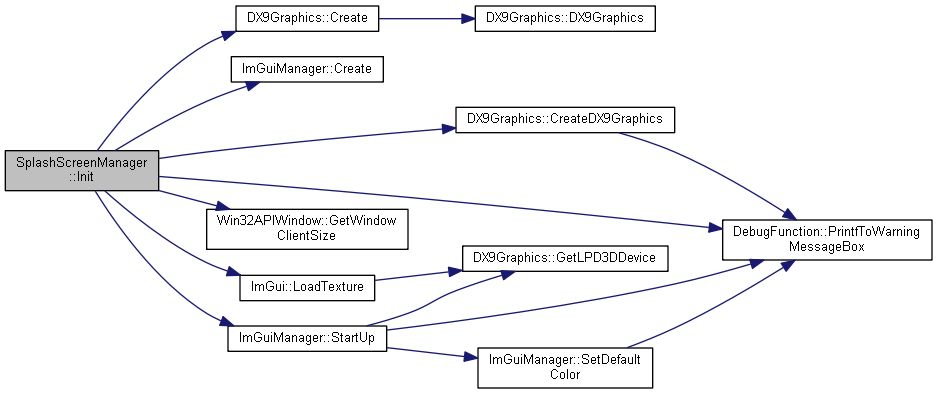 DX9Graphics::Create
DX9Graphics::DX9Graphics
ImGuiManager::Create
DX9Graphics::CreateDX9Graphics
SplashScreenManager
::Init
Win32APIWindow::GetWindow
ClientSize
DebugFunction::PrintfToWarning
MessageBox
DX9Graphics::GetLPD3DDevice
ImGui::LoadTexture
ImGuiManager::StartUp
ImGuiManager::SetDefault
Color